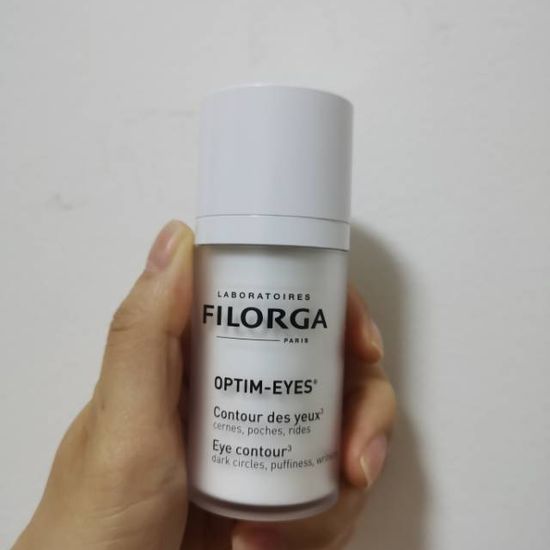 LABORATOIRES
FILORGA
PARIS
OPTIM-EYES®
Contour des yeux³
cernes, poches, rides
Eye contour³
dark circles, puffiness,